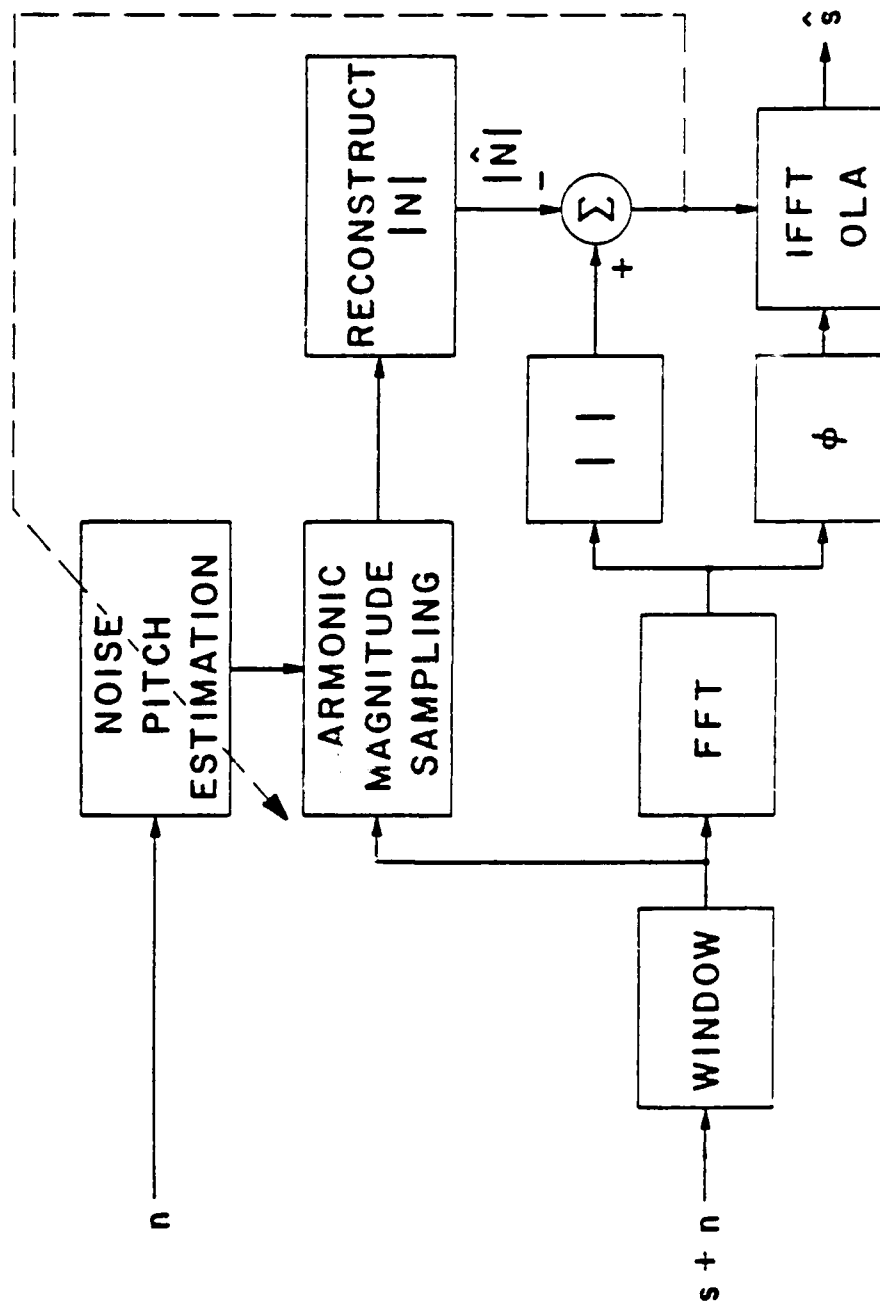 n
NOISE
PITCH
ESTIMATION
ARMONIC
MAGNITUDE
SAMPLING
RECONSTRUCT
|N|
|N̂|
−
+
Σ
s + n
WINDOW
FFT
| |
ϕ
IFFT
OLA
ŝ